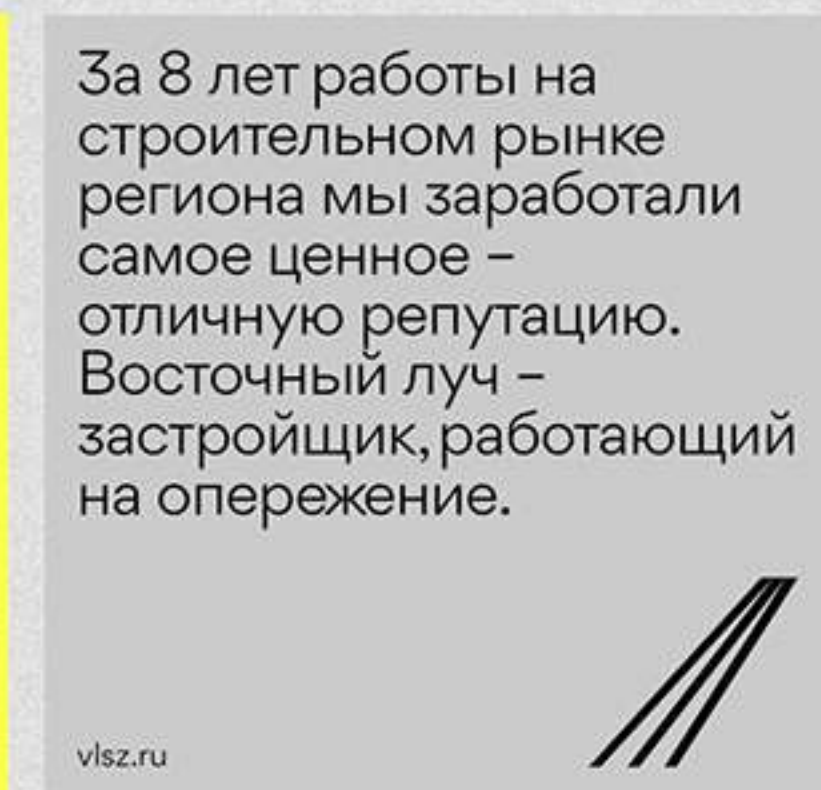 За 8 лет работы на
строительном рынке
региона мы заработали
самое ценное –
отличную репутацию.
Восточный луч –
застройщик, работающий
на опережение.
vlsz.ru